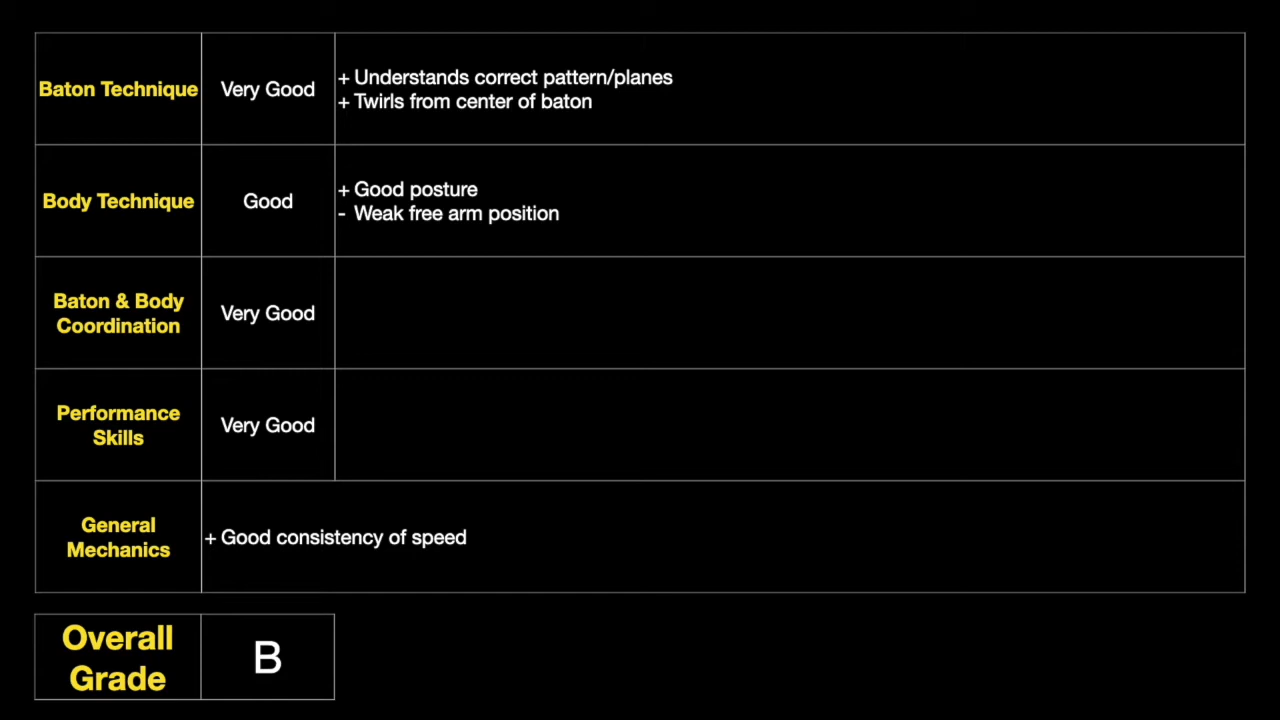 Baton Technique
Very Good
+ Understands correct pattern/planes
+ Twirls from center of baton
Body Technique
Good
+ Good posture
- Weak free arm position
Baton & Body
Coordination
Very Good
Performance
Skills
Very Good
General
Mechanics
+ Good consistency of speed
Overall
Grade
B